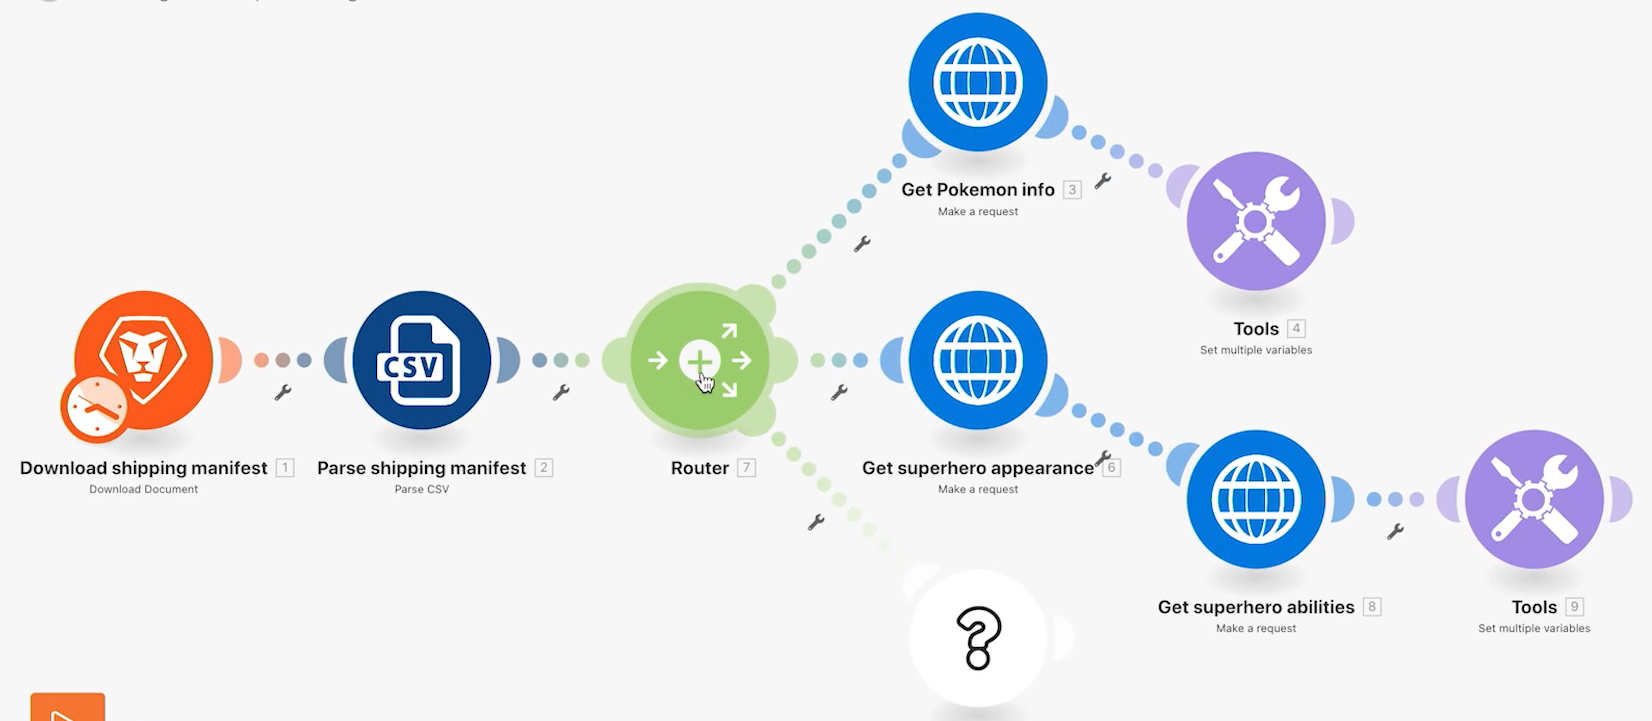 Get Pokemon info 3
Make a request
Tools 4
Set multiple variables
CSV
Download shipping manifest 1
Download Document
Parse shipping manifest 2
Parse CSV
Router 7
Get superhero appearance 6
Make a request
Get superhero abilities 8
Make a request
Tools 9
Set multiple variables
?